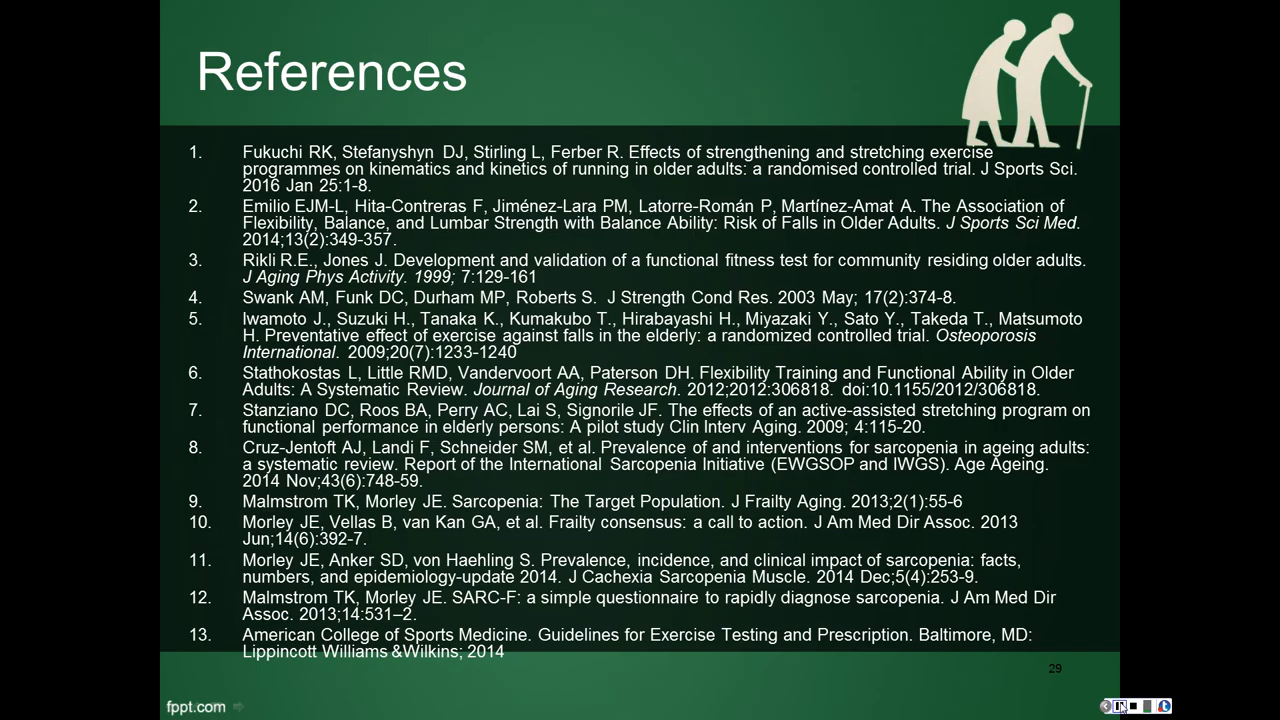 References
1. Fukuchi RK, Stefanyshyn DJ, Stirling L, Ferber R. Effects of strengthening and stretching exercise
programmes on kinematics and kinetics of running in older adults: a randomised controlled trial. J Sports Sci.
2016 Jan 25:1-8.
2. Emilio EJM-L, Hita-Contreras F, Jiménez-Lara PM, Latorre-Román P, Martínez-Amat A. The Association of
Flexibility, Balance, and Lumbar Strength with Balance Ability: Risk of Falls in Older Adults. J Sports Sci Med.
2014;13(2):349-357.
3. Rikli R.E., Jones J. Development and validation of a functional fitness test for community residing older adults.
J Aging Phys Activity. 1999; 7:129-161
4. Swank AM, Funk DC, Durham MP, Roberts S. J Strength Cond Res. 2003 May; 17(2):374-8.
5. Iwamoto J., Suzuki H., Tanaka K., Kumakubo T., Hirabayashi H., Miyazaki Y., Sato Y., Takeda T., Matsumoto
H. Preventative effect of exercise against falls in the elderly: a randomized controlled trial. Osteoporosis
International. 2009;20(7):1233-1240
6. Stathokostas L, Little RMD, Vandervoort AA, Paterson DH. Flexibility Training and Functional Ability in Older
Adults: A Systematic Review. Journal of Aging Research. 2012;2012:306818. doi:10.1155/2012/306818.
7. Stanziano DC, Roos BA, Perry AC, Lai S, Signorile JF. The effects of an active-assisted stretching program on
functional performance in elderly persons: A pilot study Clin Interv Aging. 2009; 4:115-20.
8. Cruz-Jentoft AJ, Landi F, Schneider SM, et al. Prevalence of and interventions for sarcopenia in ageing adults:
a systematic review. Report of the International Sarcopenia Initiative (EWGSOP and IWGS). Age Ageing.
2014 Nov;43(6):748-59.
9. Malmstrom TK, Morley JE. Sarcopenia: The Target Population. J Frailty Aging. 2013;2(1):55-6
10. Morley JE, Vellas B, van Kan GA, et al. Frailty consensus: a call to action. J Am Med Dir Assoc. 2013
Jun;14(6):392-7.
11. Morley JE, Anker SD, von Haehling S. Prevalence, incidence, and clinical impact of sarcopenia: facts,
numbers, and epidemiology-update 2014. J Cachexia Sarcopenia Muscle. 2014 Dec;5(4):253-9.
12. Malmstrom TK, Morley JE. SARC-F: a simple questionnaire to rapidly diagnose sarcopenia. J Am Med Dir
Assoc. 2013;14:531–2.
13. American College of Sports Medicine. Guidelines for Exercise Testing and Prescription. Baltimore, MD:
Lippincott Williams &Wilkins; 2014
29
fppt.com